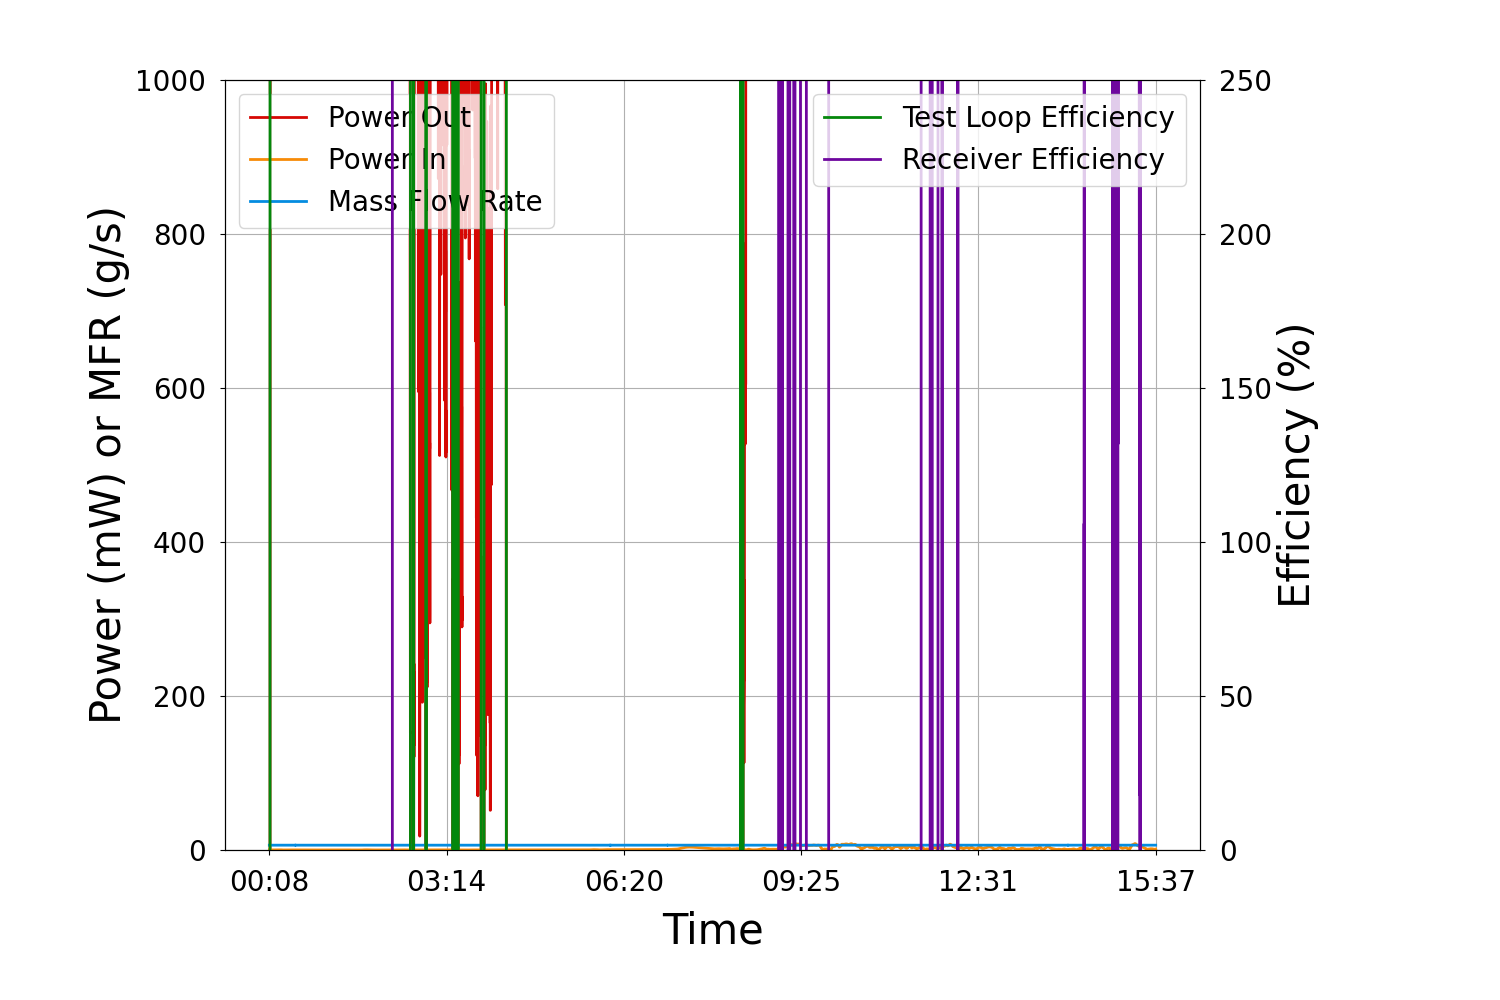 1000
800
600
400
200
0
Power (mW) or MFR (g/s)
Power Out
Power In
Mass Flow Rate
Test Loop Efficiency
Receiver Efficiency
250
200
150
100
50
0
Efficiency (%)
00:08 03:14 06:20 09:25 12:31 15:37
Time